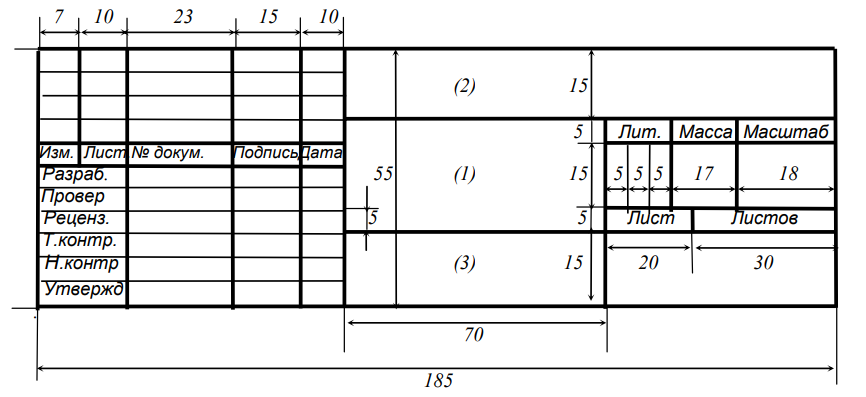 7 10 23 15 10
(2) 15
5 Лит. Масса Масштаб
Изм. Лист № докум. Подпись Дата
Разраб. 55 (1) 15 5 5 5 17 18
Провер
Реценз. 5 5 Лист Листов
Т.контр.
Н.контр (3) 15 20 30
Утвержд
70
185